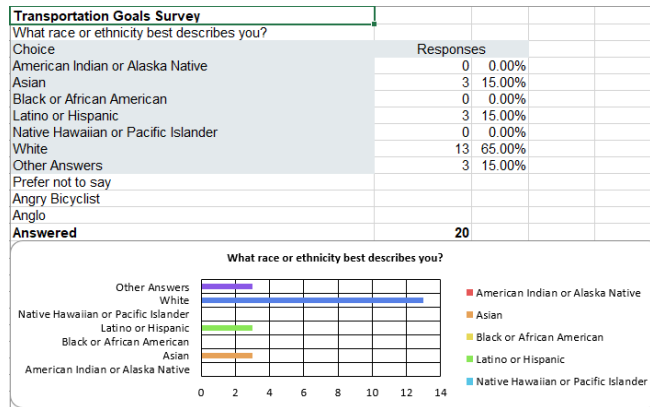 Transportation Goals Survey
What race or ethnicity best describes you?
Choice Responses
American Indian or Alaska Native 0 0.00%
Asian 3 15.00%
Black or African American 0 0.00%
Latino or Hispanic 3 15.00%
Native Hawaiian or Pacific Islander 0 0.00%
White 13 65.00%
Other Answers 3 15.00%
Prefer not to say
Angry Bicyclist
Anglo
Answered 20
What race or ethnicity best describes you?
Other Answers
White
Native Hawaiian or Pacific Islander
Latino or Hispanic
Black or African American
Asian
American Indian or Alaska Native
0 2 4 6 8 10 12 14
American Indian or Alaska Native
Asian
Black or African American
Latino or Hispanic
Native Hawaiian or Pacific Islander